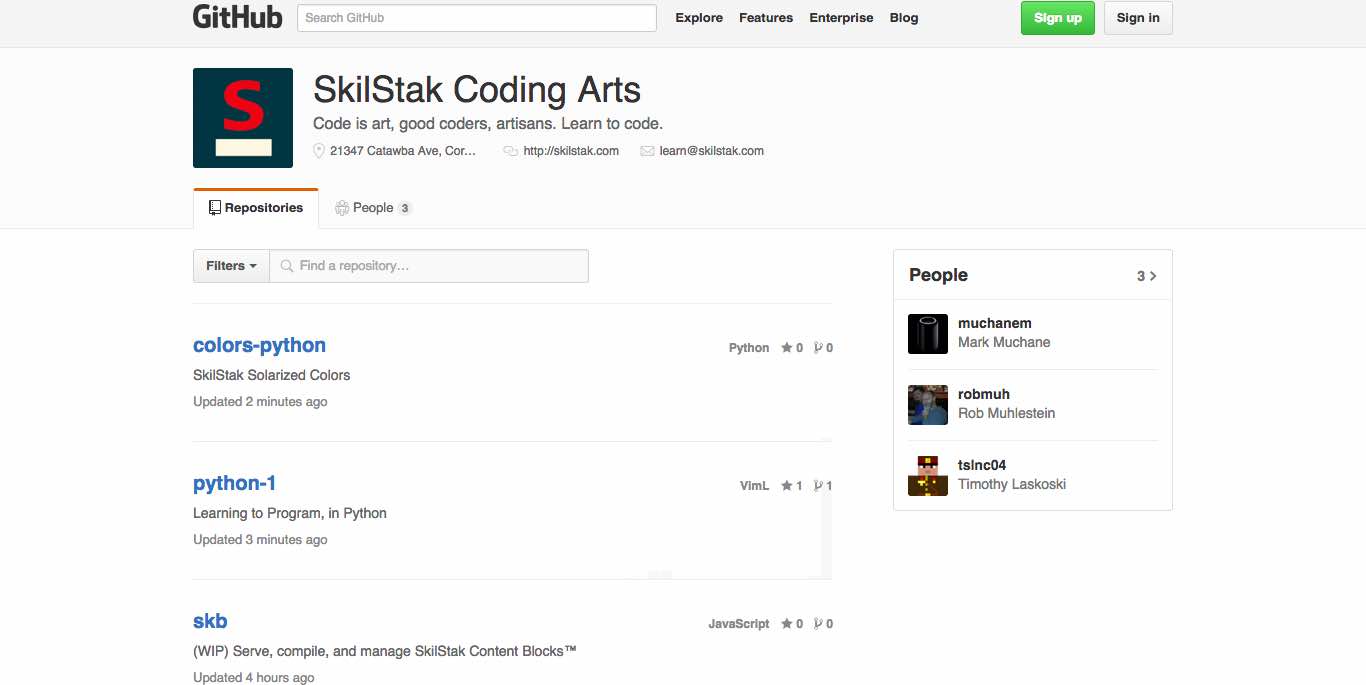 GitHub
Search GitHub
Explore Features Enterprise Blog
Sign up
Sign in
S
SkilStak Coding Arts
Code is art, good coders, artisans. Learn to code.
21347 Catawba Ave, Cor... http://skilstak.com learn@skilstak.com
Repositories People 3
Filters Find a repository...
colors-python
Python 0 0
SkilStak Solarized Colors
Updated 2 minutes ago
python-1
VimL 1 1
Learning to Program, in Python
Updated 3 minutes ago
skb
JavaScript 0 0
(WIP) Serve, compile, and manage SkilStak Content Blocks™
Updated 4 hours ago
People 3 >
muchanem
Mark Muchane
robmuh
Rob Muhlestein
tslnc04
Timothy Laskoski